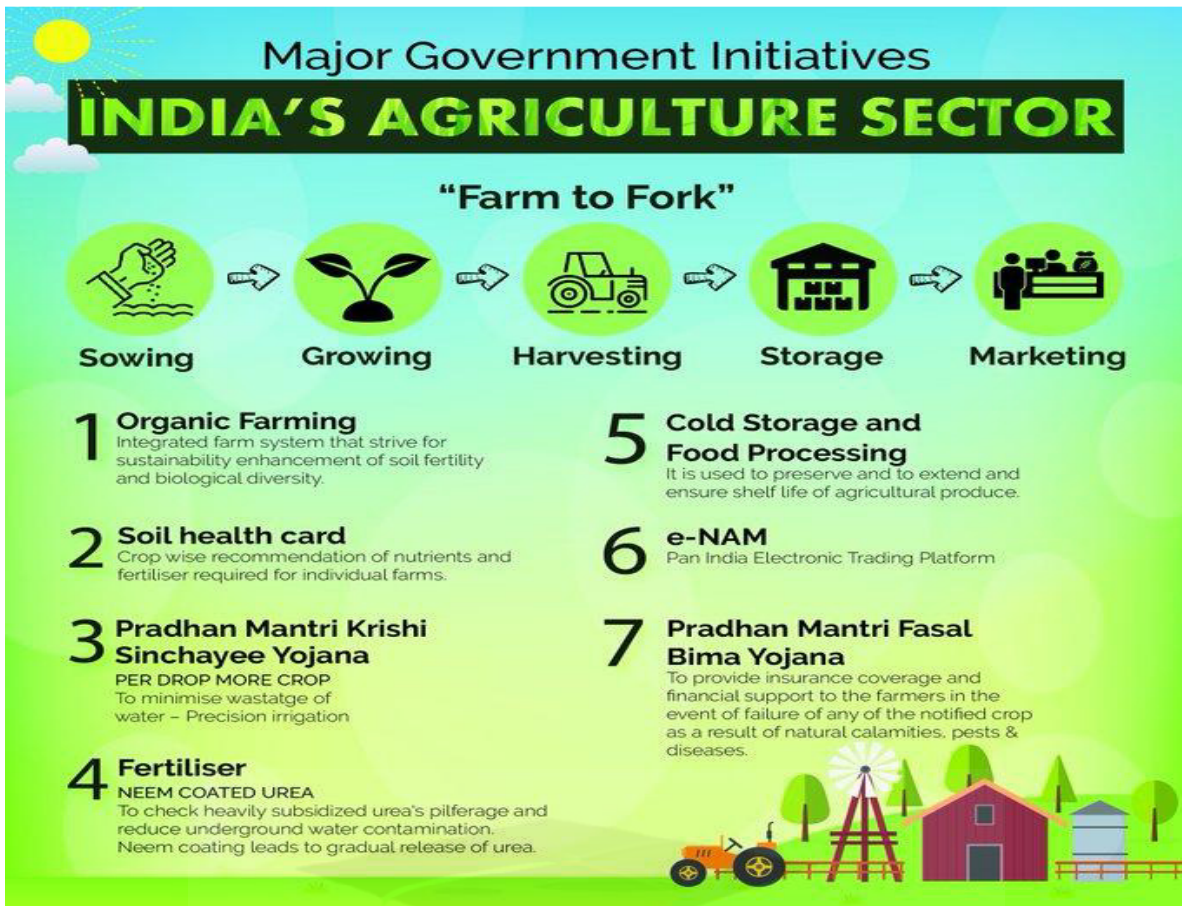 Major Government Initiatives
INDIA'S AGRICULTURE SECTOR
“Farm to Fork”
Sowing
Growing
Harvesting
Storage
Marketing
1 Organic Farming
Integrated farm system that strive for
sustainability enhancement of soil fertility
and biological diversity.
2 Soil health card
Crop wise recommendation of nutrients and
fertiliser required for individual farms.
3 Pradhan Mantri Krishi
Sinchayee Yojana
PER DROP MORE CROP
To minimise wastatge of
water – Precision irrigation
4 Fertiliser
NEEM COATED UREA
To check heavily subsidized urea's pilferage and
reduce underground water contamination.
Neem coating leads to gradual release of urea.
5 Cold Storage and
Food Processing
It is used to preserve and to extend and
ensure shelf life of agricultural produce.
6 e-NAM
Pan India Electronic Trading Platform
7 Pradhan Mantri Fasal
Bima Yojana
To provide insurance coverage and
financial support to the farmers in the
event of failure of any of the notified crop
as a result of natural calamities, pests &
diseases.